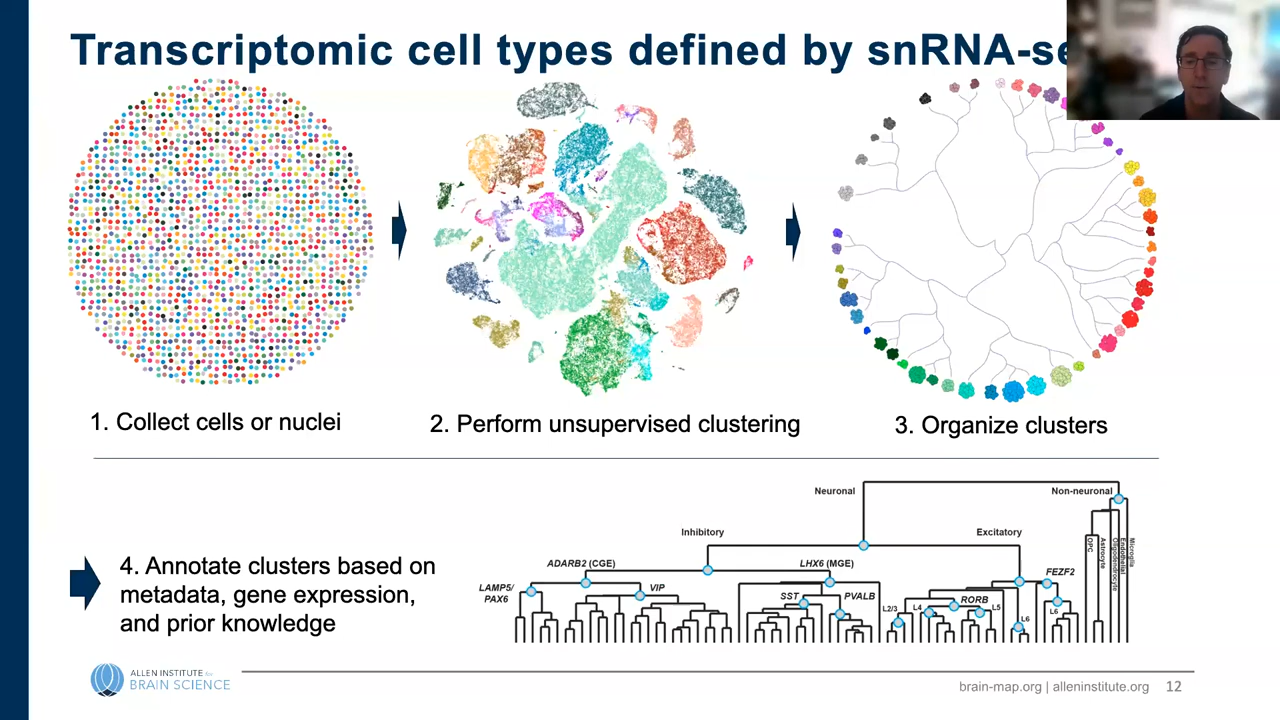 Transcriptomic cell types defined by snRNA-se
1. Collect cells or nuclei
2. Perform unsupervised clustering
3. Organize clusters
4. Annotate clusters based on
metadata, gene expression,
and prior knowledge
Neuronal
Non-neuronal
Inhibitory
Excitatory
ADARB2 (CGE)
LHX6 (MGE)
LAMP5/
PAX6
VIP
SST
PVALB
L2/3
L4
RORB
L5
L6
FEZF2
L6
OPC
Astrocyte
Oligodendrocyte
Endothelial
Microglia
ALLEN INSTITUTE for
BRAIN SCIENCE
brain-map.org | alleninstitute.org 12